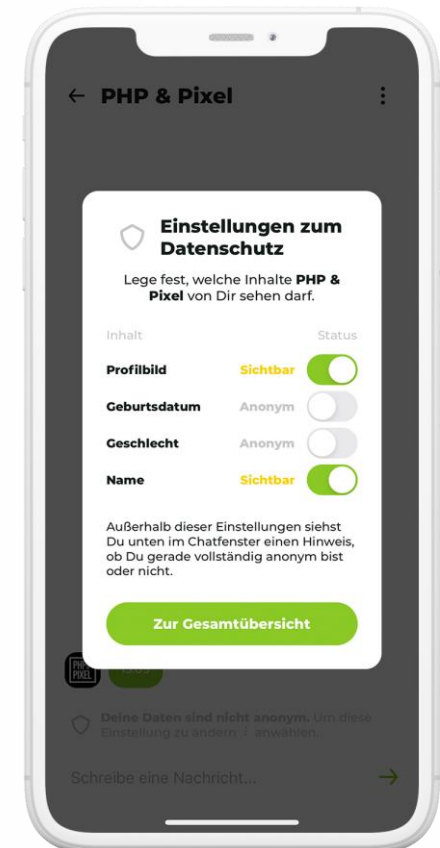 ← PHP & Pixel
Einstellungen zum
Datenschutz
Lege fest, welche Inhalte PHP &
Pixel von Dir sehen darf.
Inhalt Status
Profilbild Sichtbar
Geburtsdatum Anonym
Geschlecht Anonym
Name Sichtbar
Außerhalb dieser Einstellungen siehst
Du unten im Chatfenster einen Hinweis,
ob Du gerade vollständig anonym bist
oder nicht.
Zur Gesamtübersicht
Deine Daten sind nicht anonym. Um diese
Einstellung zu ändern ⋮ anwählen.
Schreibe eine Nachricht... →